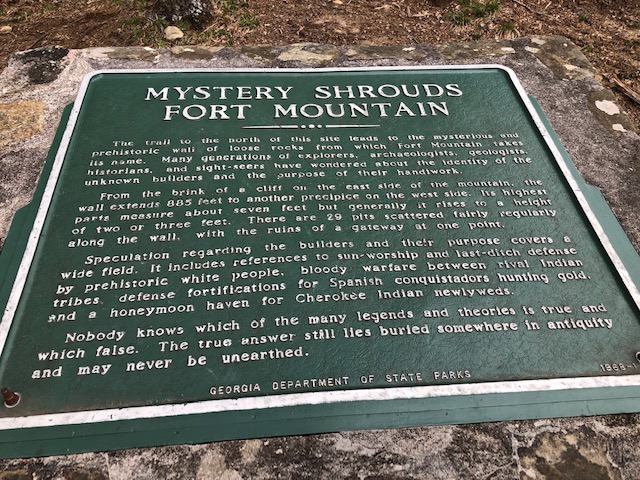 MYSTERY SHROUDS
FORT MOUNTAIN
The trail to the north of this site leads to the mysterious and
prehistoric wall of loose rocks from which Fort Mountain takes
its name. Many generations of explorers, archaeologists, geologists,
historians, and sight-seers have wondered about the identity of the
unknown builders and the purpose of their handiwork.
From the brink of a cliff on the east side of the mountain, the
wall extends 885 feet to another precipice on the west side. Its highest
parts measure about seven feet but generally it rises to a height
of two or three feet. There are 29 pits scattered fairly regularly
along the wall, with the ruins of a gateway at one point.
Speculation regarding the builders and their purpose covers a
wide field. It includes references to sun-worship and last-ditch defense
by prehistoric white people, bloody warfare between rival Indian
tribes, defense fortifications for Spanish conquistadors hunting gold,
and a honeymoon haven for Cherokee Indian newlyweds.
Nobody knows which of the many legends and theories is true and
which false. The true answer still lies buried somewhere in antiquity
and may never be unearthed.
GEORGIA DEPARTMENT OF STATE PARKS
1968